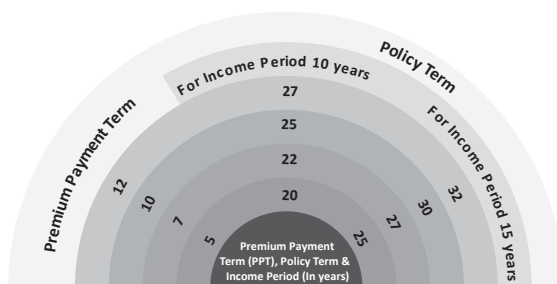 Policy Term
For Income Period 10 years
For Income Period 15 years
Premium Payment Term
27
25
22
20
12
10
7
5
32
30
27
25
Premium Payment
Term (PPT), Policy Term &
Income Period (In years)